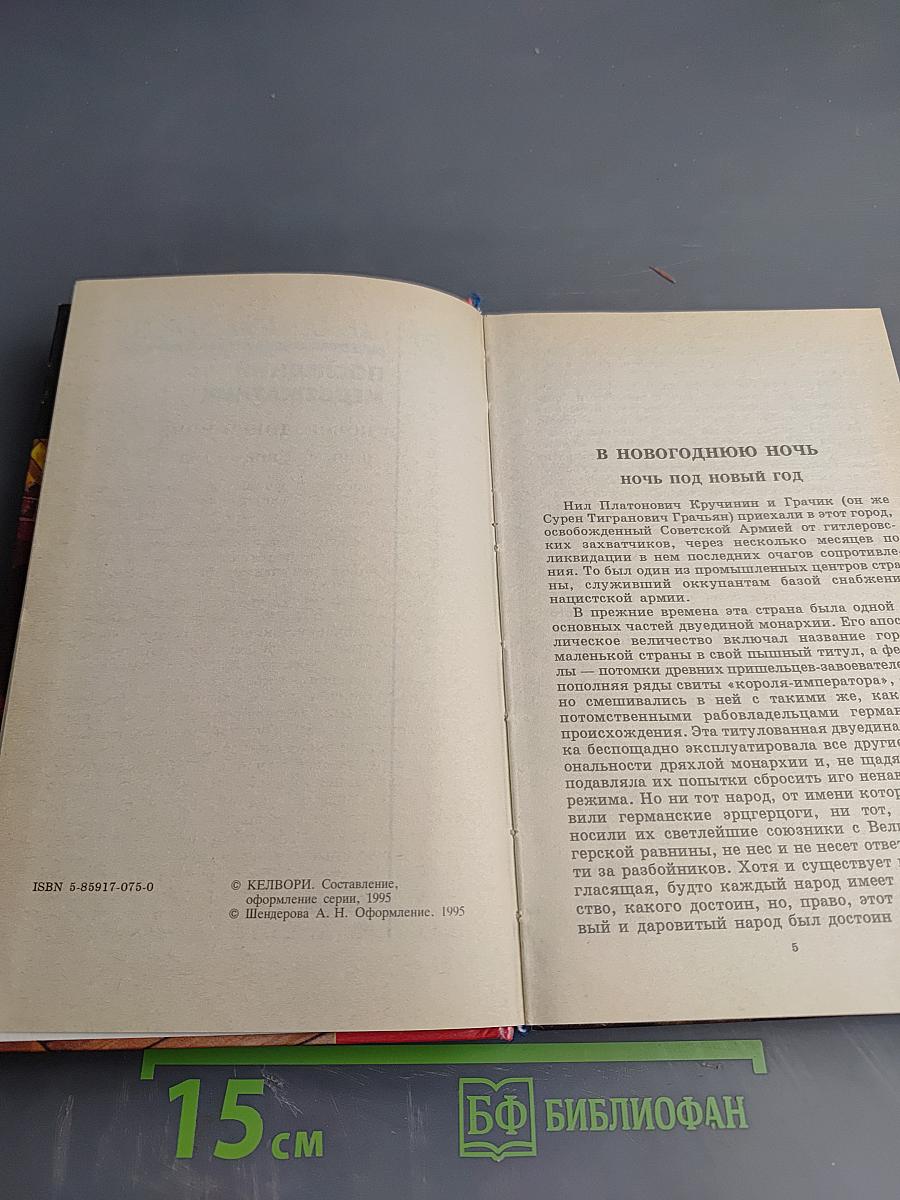 ISBN 5-85917-075-0
© КЕЛВОРИ. Составление,
оформление серии, 1995
© Шендерова А. Н. Оформление. 1995
В НОВОГОДНЮЮ НОЧЬ
НОЧЬ ПОД НОВЫЙ ГОД
Нил Платонович Кручинин и Грачик (он же
Сурен Тигранович Грачьян) приехали в этот город,
освобожденный Советской Армией от гитлеровс-
ких захватчиков, через несколько месяцев по
ликвидации в нем последних очагов сопротивле-
ния. То был один из промышленных центров стра
ны, служивший оккупантам базой снабжени
нацистской армии.
В прежние времена эта страна была одной
основных частей двуединой монархии. Его апос
лическое величество включал название гор
маленькой страны в свой пышный титул, а фе
лы — потомки древних пришельцев-завоевателе
пополняя ряды свиты «короля-императора»,
но смешивались в ней с такими же, как
потомственными рабовладельцами герман
происхождения. Эта титулованная двуедина
ка беспощадно эксплуатировала все другие
ональности дряхлой монархии и, не щадя
подавляла их попытки сбросить иго ненав
режима. Но ни тот народ, от имени котор
вили германские эрцгерцоги, ни тот,
носили их светлейшие союзники с Вели
герской равнины, не нес и не несет ответ
ти за разбойников. Хотя и существует
гласящая, будто каждый народ имеет
ство, какого достоин, но, право, этот
вый и даровитый народ был достоин
5
15 см
БФ БИБЛИОФАН